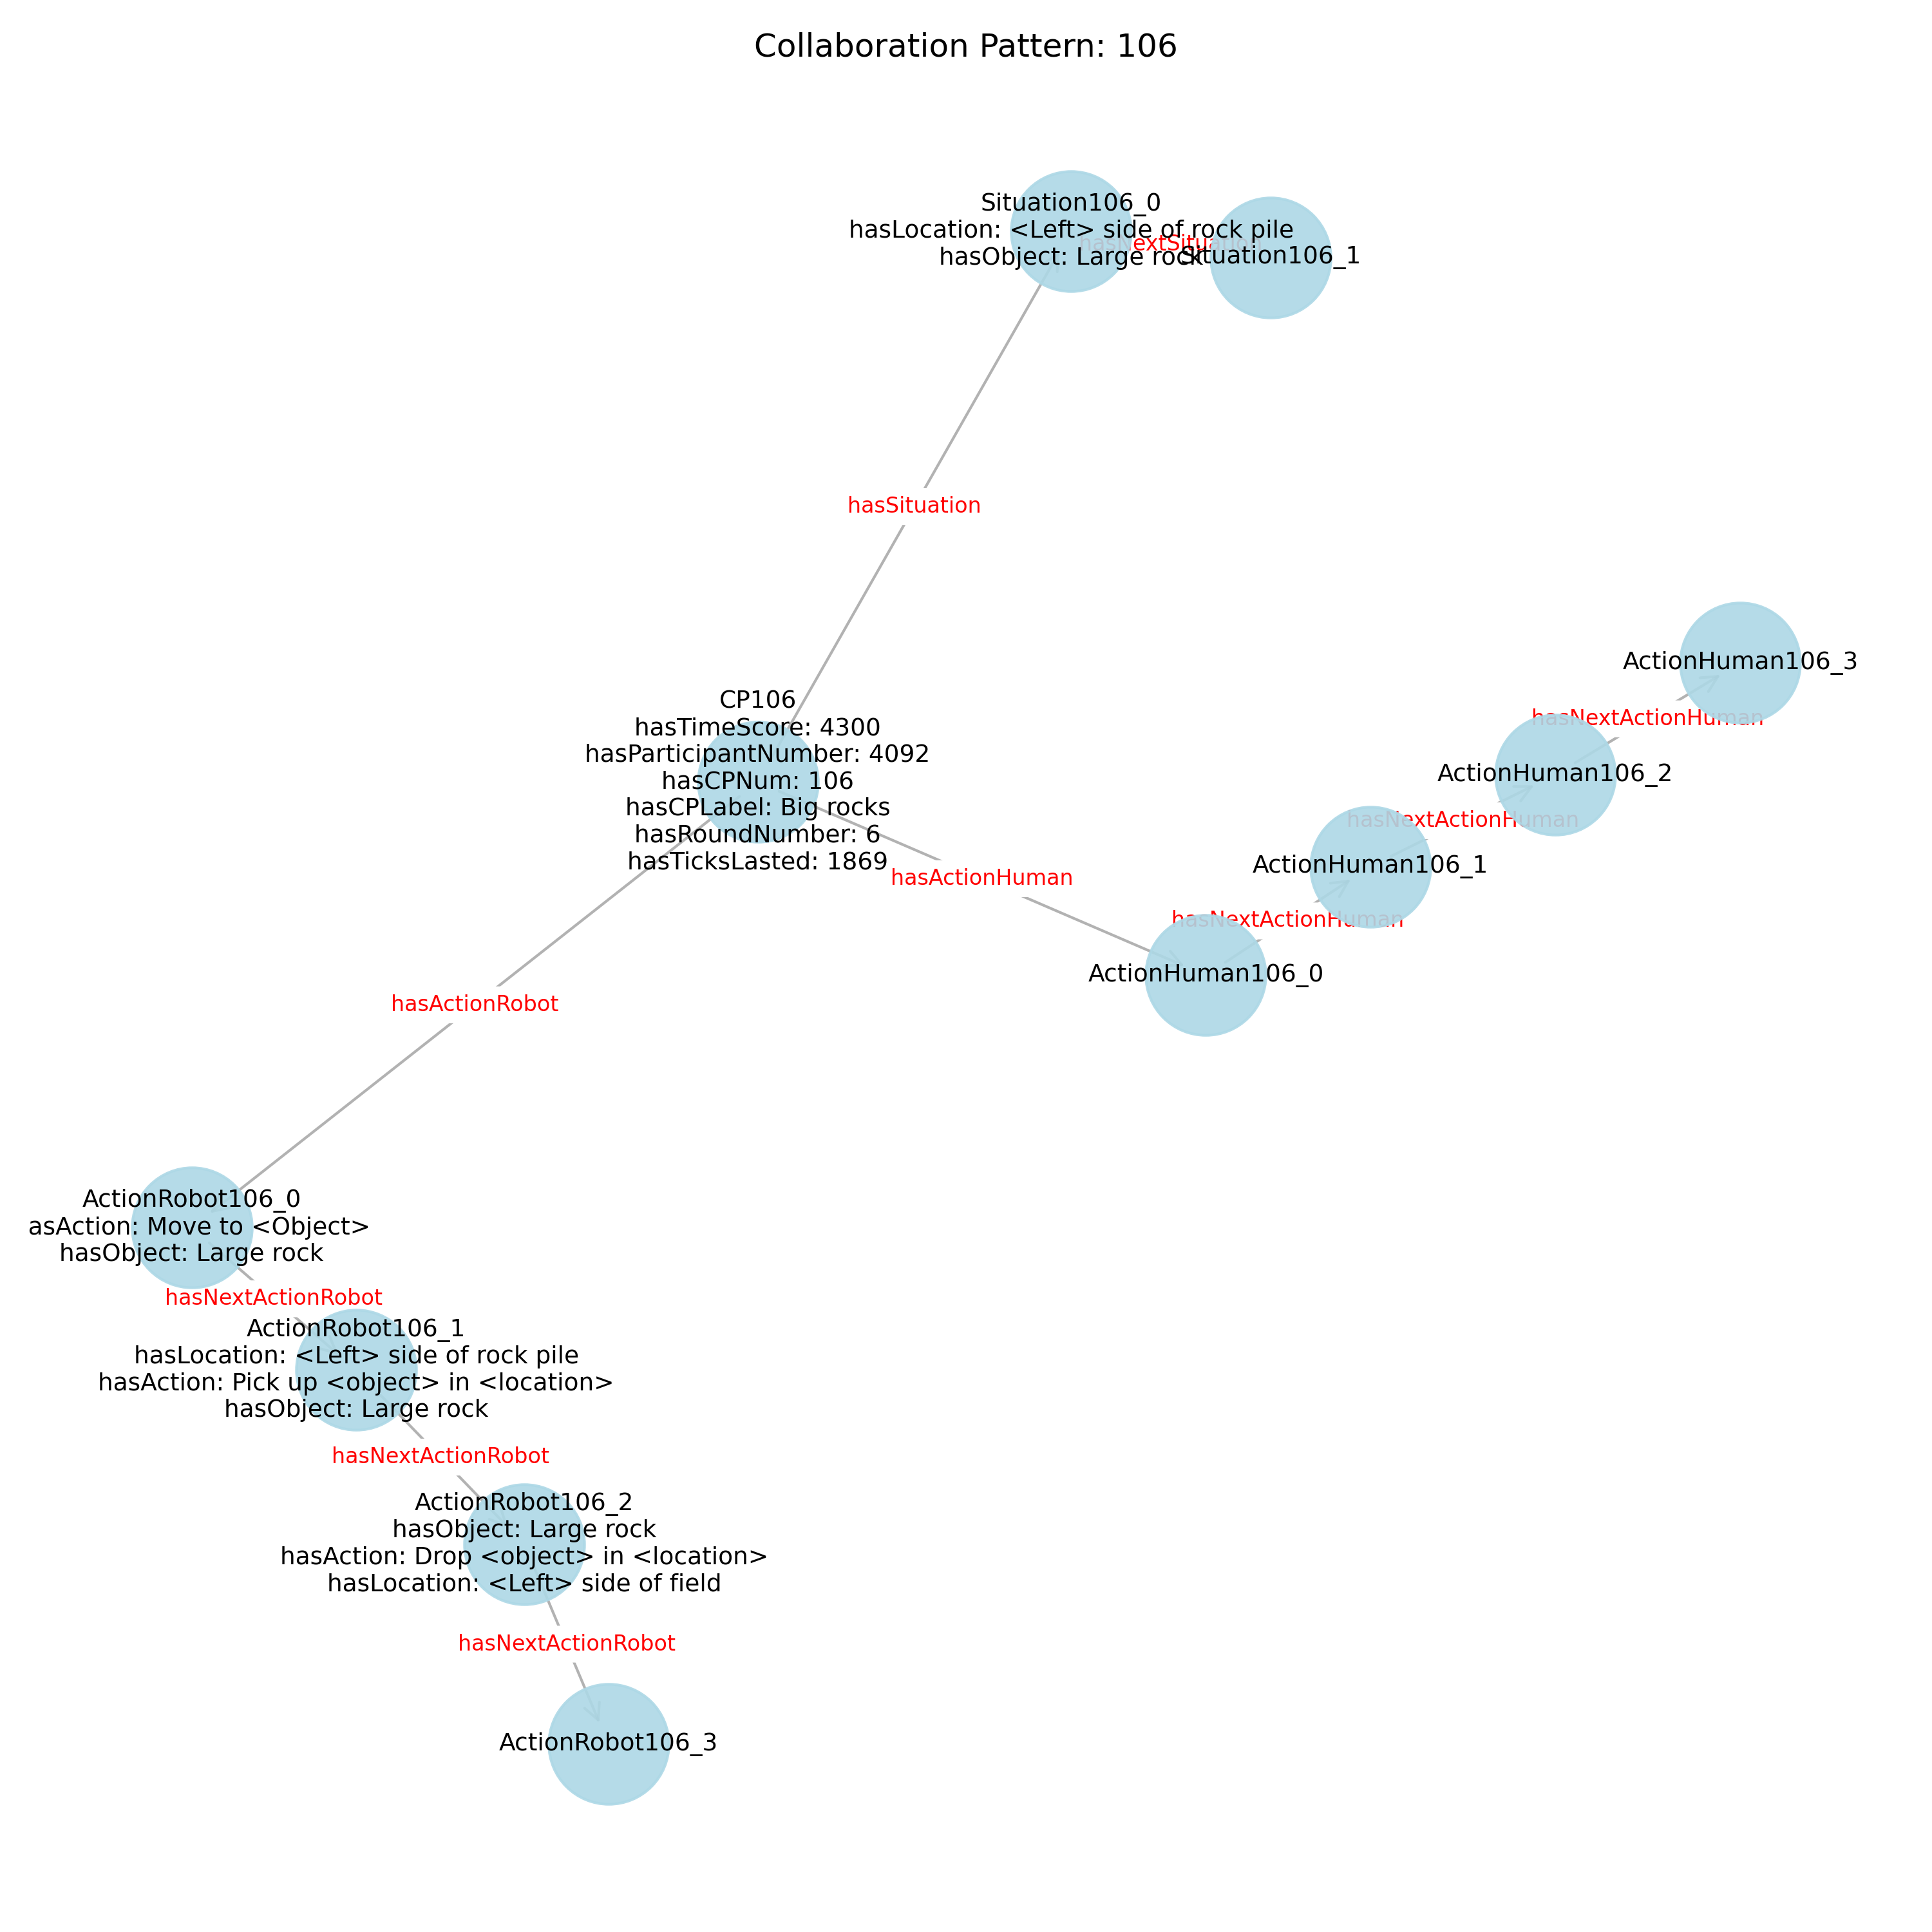 Collaboration Pattern: 106
Situation106_0
hasLocation: <Left> side of rock pile
hasObject: Large rock
hasNextSituation
Situation106_1
hasSituation
ActionHuman106_3
hasNextActionHuman
ActionHuman106_2
hasNextActionHuman
ActionHuman106_1
hasNextActionHuman
ActionHuman106_0
CP106
hasTimeScore: 4300
hasParticipantNumber: 4092
hasCPNum: 106
hasCPLabel: Big rocks
hasRoundNumber: 6
hasTicksLasted: 1869
hasActionHuman
hasActionRobot
ActionRobot106_0
asAction: Move to <Object>
hasObject: Large rock
hasNextActionRobot
ActionRobot106_1
hasLocation: <Left> side of rock pile
hasAction: Pick up <object> in <location>
hasObject: Large rock
hasNextActionRobot
ActionRobot106_2
hasObject: Large rock
hasAction: Drop <object> in <location>
hasLocation: <Left> side of field
hasNextActionRobot
ActionRobot106_3